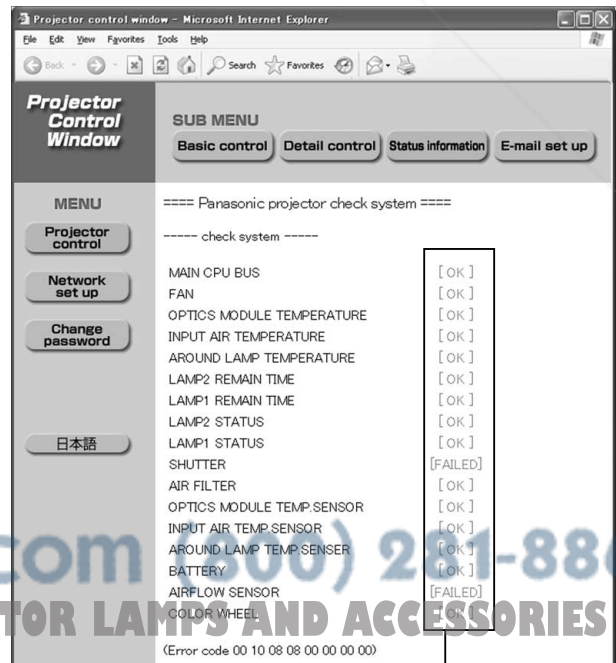 Projector control window - Microsoft Internet Explorer
File Edit View Favorites Tools Help
Back Search Favorites
Projector
Control
Window
SUB MENU
Basic control Detail control Status information E-mail set up
MENU
Projector
control
Network
set up
Change
password
日本語
==== Panasonic projector check system ====
----- check system -----
MAIN CPU BUS [ OK ]
FAN [ OK ]
OPTICS MODULE TEMPERATURE [ OK ]
INPUT AIR TEMPERATURE [ OK ]
AROUND LAMP TEMPERATURE [ OK ]
LAMP2 REMAIN TIME [ OK ]
LAMP1 REMAIN TIME [ OK ]
LAMP2 STATUS [ OK ]
LAMP1 STATUS [ OK ]
SHUTTER [FAILED]
AIR FILTER [ OK ]
OPTICS MODULE TEMP.SENSOR [ OK ]
INPUT AIR TEMP.SENSOR [ OK ]
AROUND LAMP TEMP.SENSER [ OK ]
BATTERY [ OK ]
AIRFLOW SENSOR [FAILED]
COLOR WHEEL [ OK ]
(Error code 00 10 08 08 00 00 00 00)
com (800) 281-886
TOR LAMPS AND ACCESSORIES